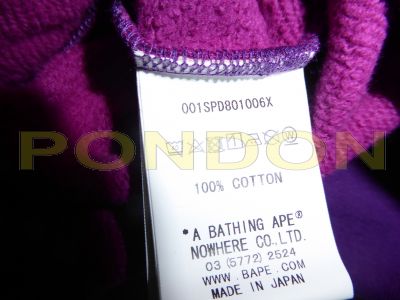 001SPD801006X
PONDON
100% COTTON
*A BATHING APE®
NOWHERE CO., LTD.
03 (5772) 2524
WWW. BAPE. COM
MADE IN JAPAN